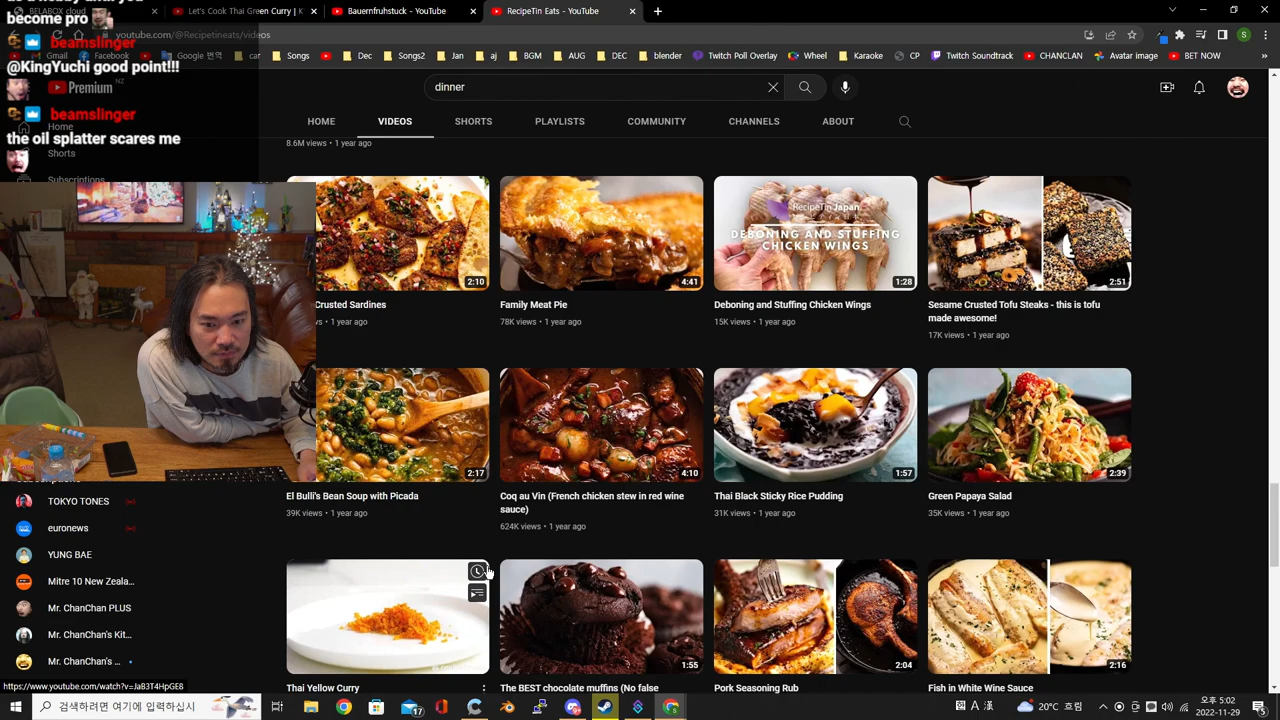 become pro
beamslinger
@KingYuchi good point!!!
beamslinger
the oil splatter scares me
BELABOX cloud
Let's Cook Thai Green Curry | K
Bauernfruhstuck - YouTube
RecipeTin Eats - YouTube
youtube.com/@Recipetineats/videos
Gmail
Google 번역
Songs
Songs2
Jan
BGM
AUG
DEC
blender
Twitch Poll Overlay
Wheel
Karaoke
CP
Twitch Soundtrack
CHANCLAN
Avatar image
BET NOW
Premium NZ
dinner
Home
Shorts
Subscriptions
HOME
VIDEOS
SHORTS
PLAYLISTS
COMMUNITY
CHANNELS
ABOUT
8.6M views • 1 year ago
2:10
4:41
RecipeTin Japan
DEBONING AND STUFFING
CHICKEN WINGS
1:28
2:51
Crusted Sardines
1 year ago
Family Meat Pie
78K views • 1 year ago
Deboning and Stuffing Chicken Wings
15K views • 1 year ago
Sesame Crusted Tofu Steaks - this is tofu
made awesome!
17K views • 1 year ago
2:17
4:10
1:57
2:39
El Bulli's Bean Soup with Picada
39K views • 1 year ago
Coq au Vin (French chicken stew in red wine
sauce)
624K views • 1 year ago
Thai Black Sticky Rice Pudding
31K views • 1 year ago
Green Papaya Salad
35K views • 1 year ago
TOKYO TONES
euronews
YUNG BAE
Mitre 10 New Zeala...
Mr. ChanChan PLUS
Mr. ChanChan's Kit...
Mr. ChanChan's ...
1:55
2:04
2:16
Thai Yellow Curry
The BEST chocolate muffins (No false
Pork Seasoning Rub
Fish in White Wine Sauce
https://www.youtube.com/watch?v=JaB3T4HpGE8
검색하려면 여기에 입력하십시
17
20°C 흐림
오후 5:02
2022-11-29